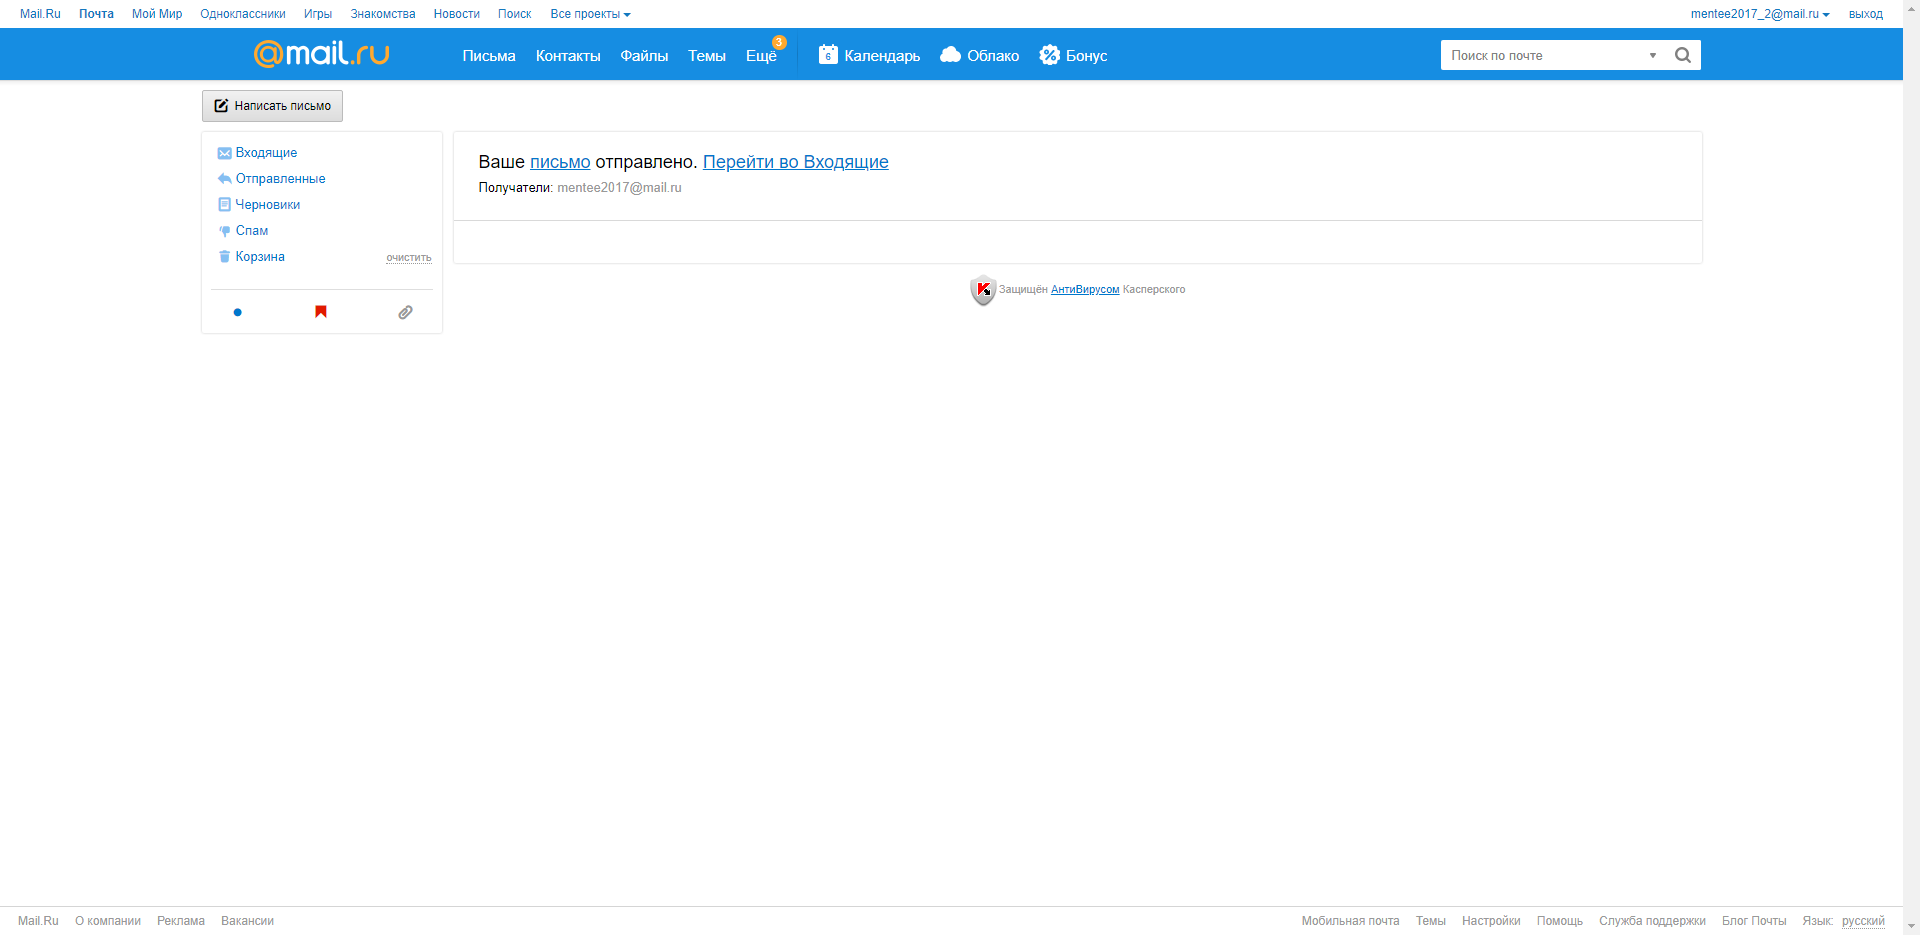 Mail.Ru Почта Мой Мир Одноклассники Игры Знакомства Новости Поиск Все проекты mentee2017_2@mail.ru выход
@mail.ru Письма Контакты Файлы Темы Ещё 3 6 Календарь Облако Бонус Поиск по почте
Написать письмо
Входящие
Отправленные
Черновики
Спам
Корзина очистить
Ваше письмо отправлено. Перейти во Входящие
Получатели: mentee2017@mail.ru
Защищён АнтиВирусом Касперского
Mail.Ru О компании Реклама Вакансии Мобильная почта Темы Настройки Помощь Служба поддержки Блог Почты Язык: русский